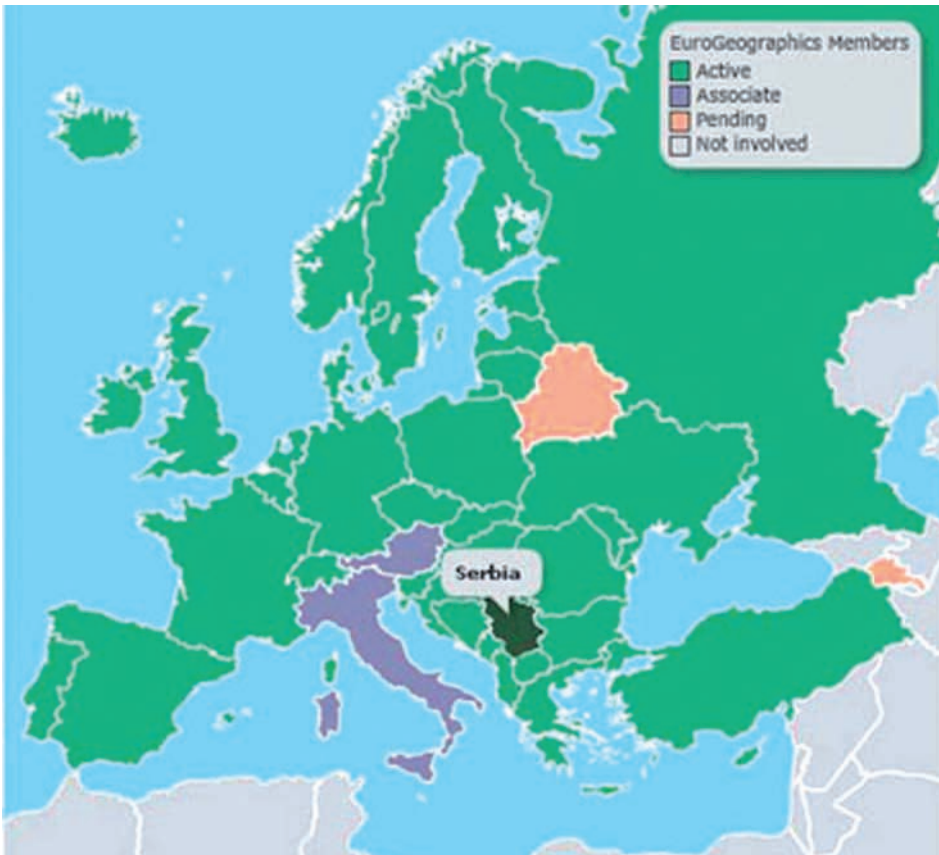 EuroGeographics Members
Active
Associate
Pending
Not involved
Serbia